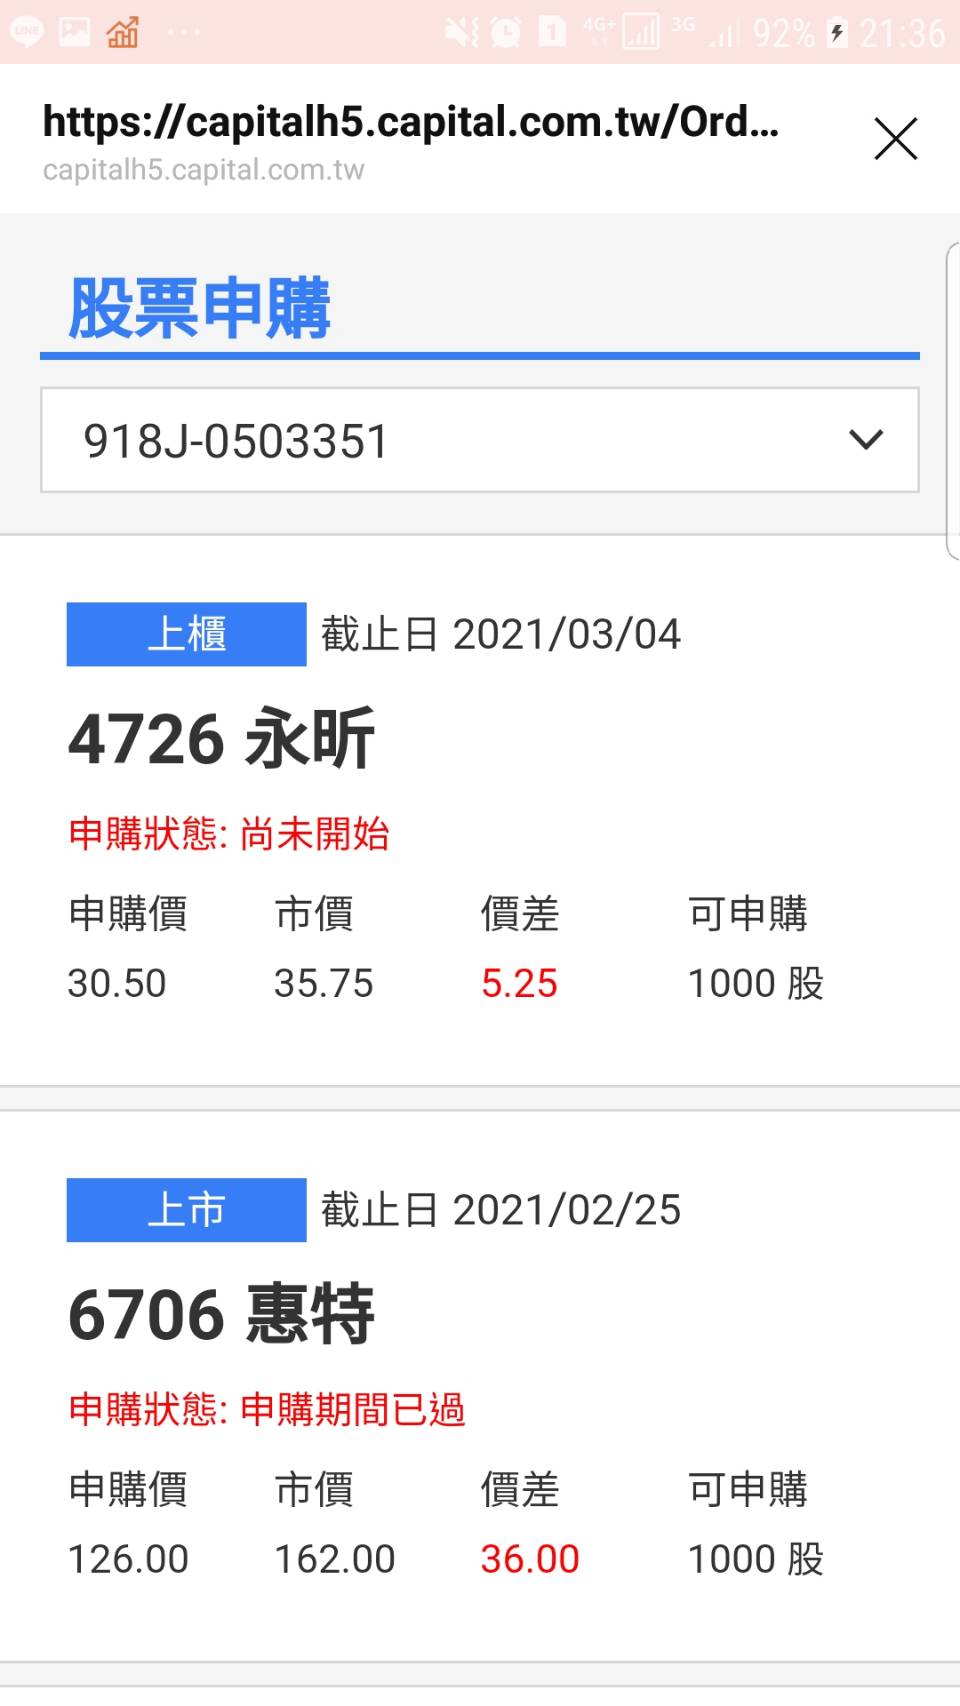 LINE 1 4G+ 3G 92% 21:36
https://capitalh5.capital.com.tw/Ord...
capitalh5.capital.com.tw
股票申購
918J-0503351
上櫃 截止日 2021/03/04
4726 永昕
申購狀態: 尚未開始
申購價 市價 價差 可申購
30.50 35.75 5.25 1000 股
上市 截止日 2021/02/25
6706 惠特
申購狀態: 申購期間已過
申購價 市價 價差 可申購
126.00 162.00 36.00 1000 股